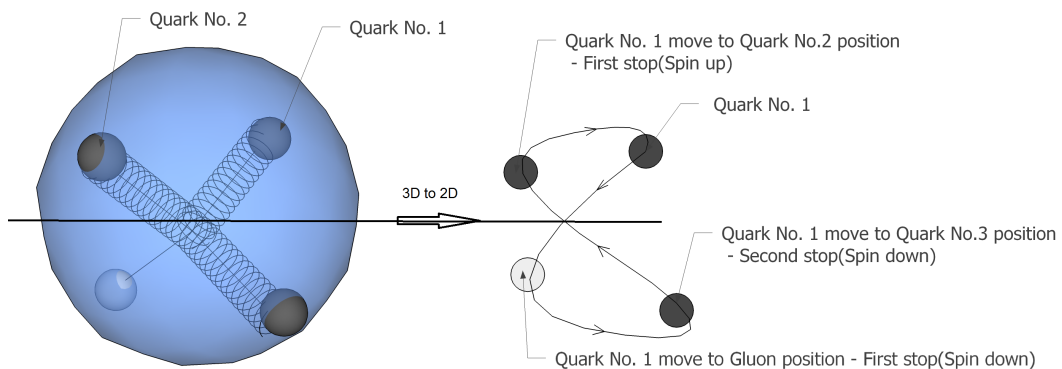 Quark No. 2
Quark No. 1
Quark No. 1 move to Quark No.2 position
- First stop(Spin up)
Quark No. 1
3D to 2D
Quark No. 1 move to Quark No.3 position
- Second stop(Spin down)
Quark No. 1 move to Gluon position - First stop(Spin down)